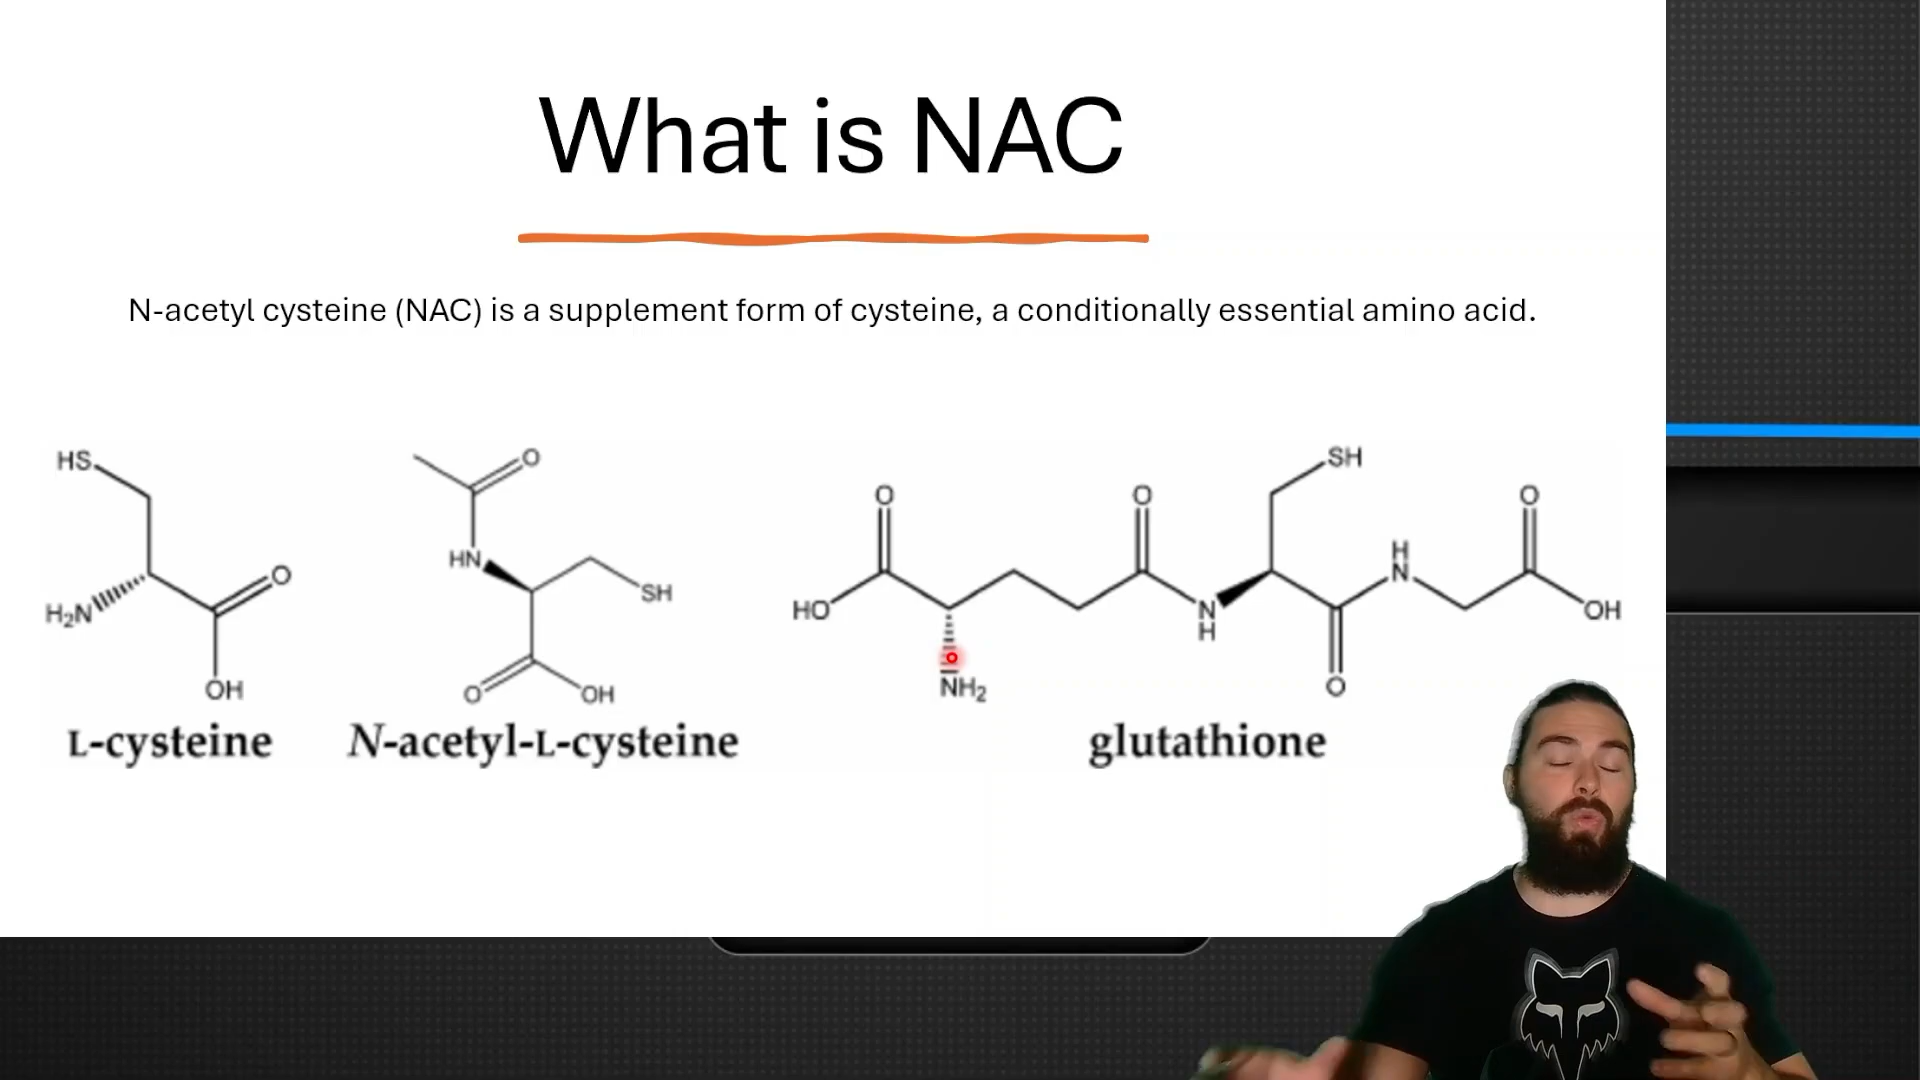 What is NAC
N-acetyl cysteine (NAC) is a supplement form of cysteine, a conditionally essential amino acid.
HS
H₂N
O
OH
L-cysteine
O
HN
SH
O
OH
N-acetyl-L-cysteine
O
HO
NH₂
O
N
H
SH
O
H
N
O
OH
glutathione